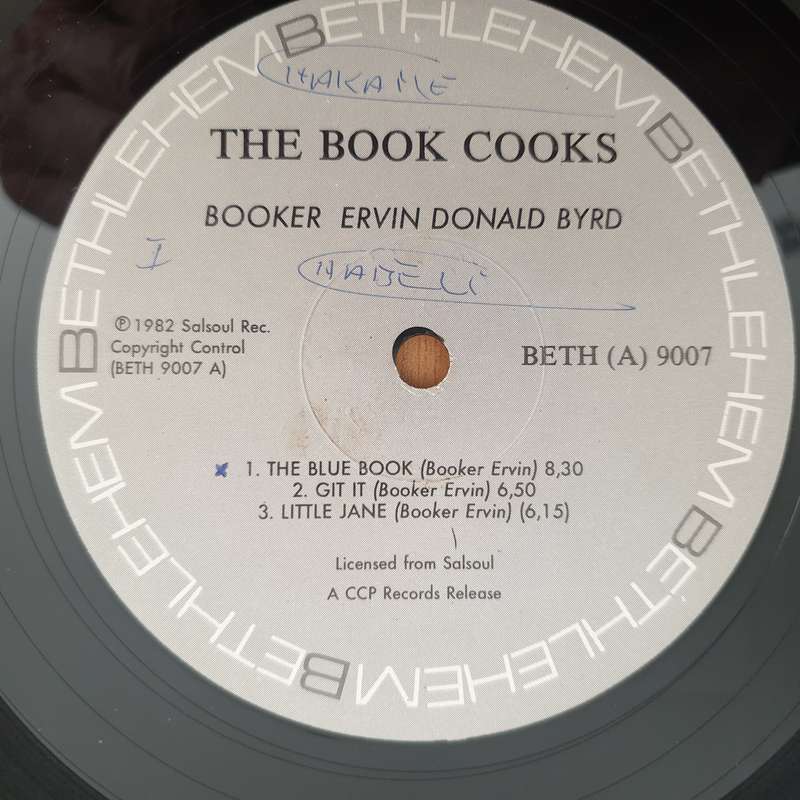 BETHLEHEM BETHLEHEM BETHLEHEM BETHLEHEM BETHLEHEM BETHLEHEM
THE BOOK COOKS
BOOKER ERVIN DONALD BYRD
I
℗ 1982 Salsoul Rec.
Copyright Control
(BETH 9007 A)
BETH (A) 9007
1. THE BLUE BOOK (Booker Ervin) 8,30
2. GIT IT (Booker Ervin) 6,50
3. LITTLE JANE (Booker Ervin) (6,15)
Licensed from Salsoul
A CCP Records Release